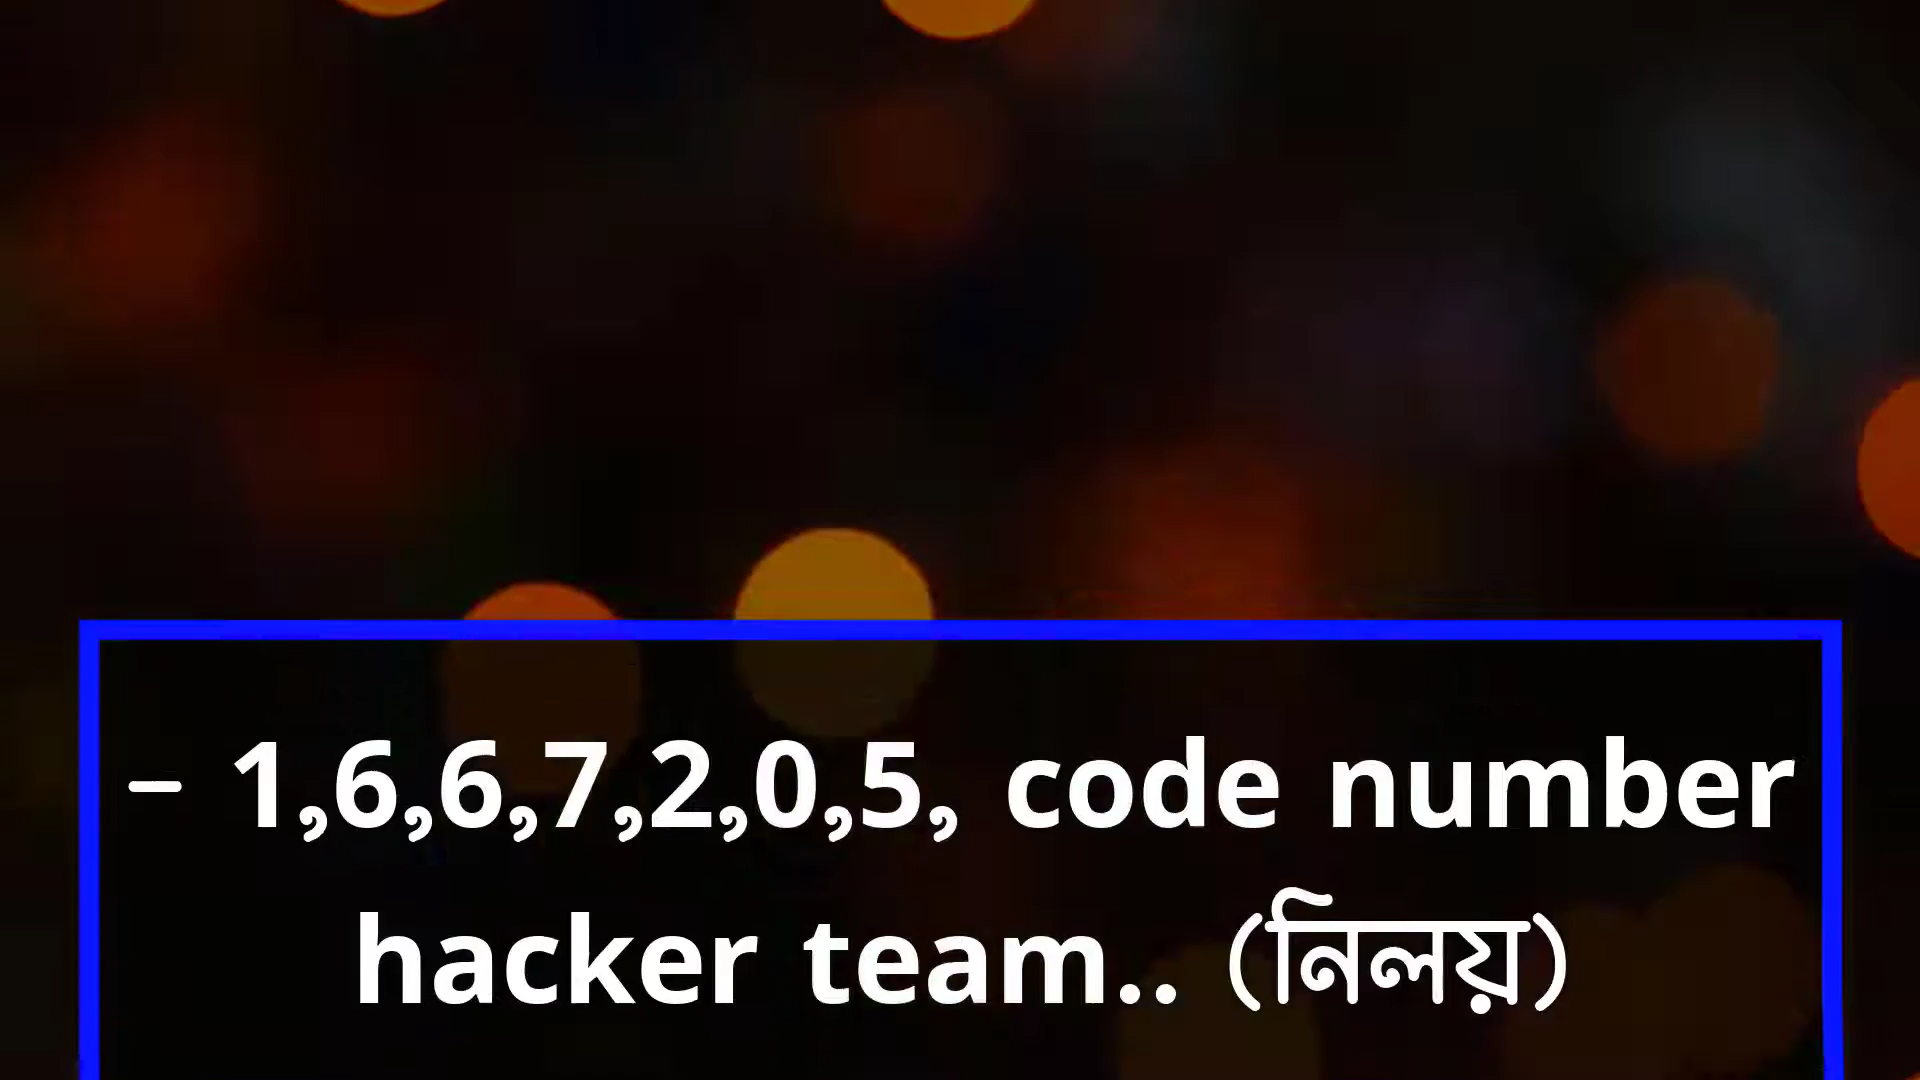 – 1,6,6,7,2,0,5, code number
hacker team.. (নিলয়)